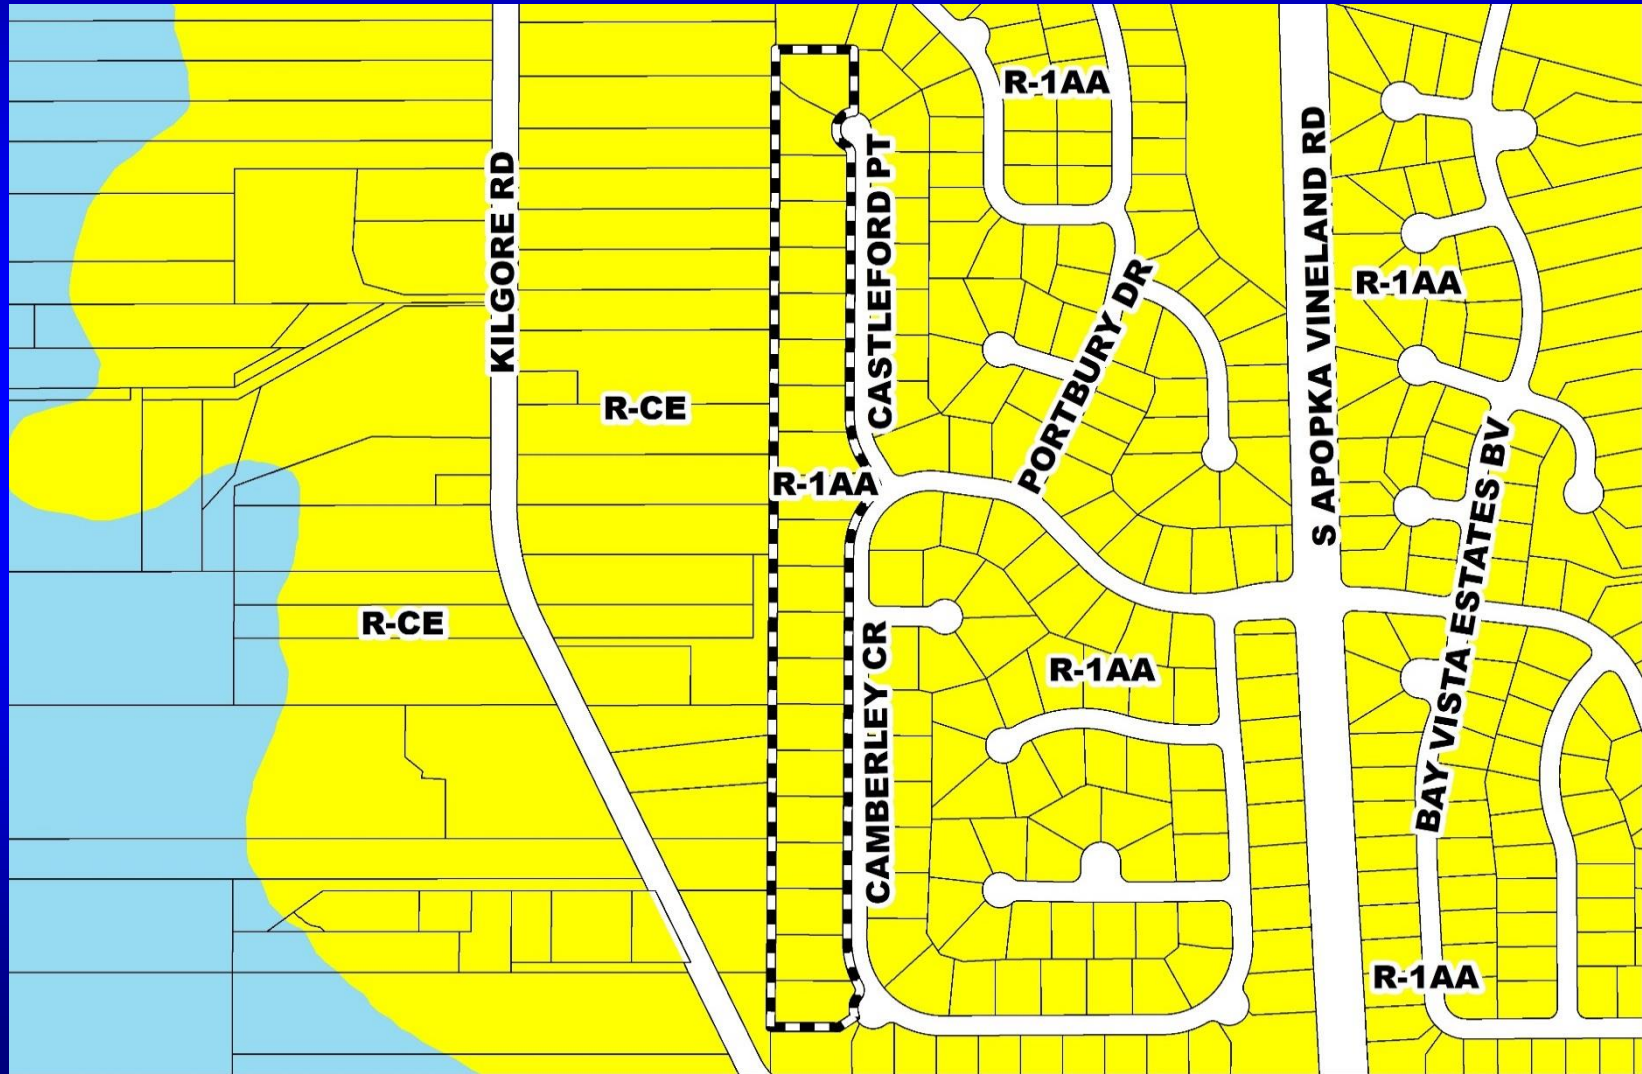 R-1AA
KILGORE RD
CASTLEFORD PT
S APOPKA VINELAND RD
PORTBURY DR
R-1AA
R-CE
R-1AA
BAY VISTA ESTATES BV
R-CE
CAMBERLEY CR
R-1AA
R-1AA